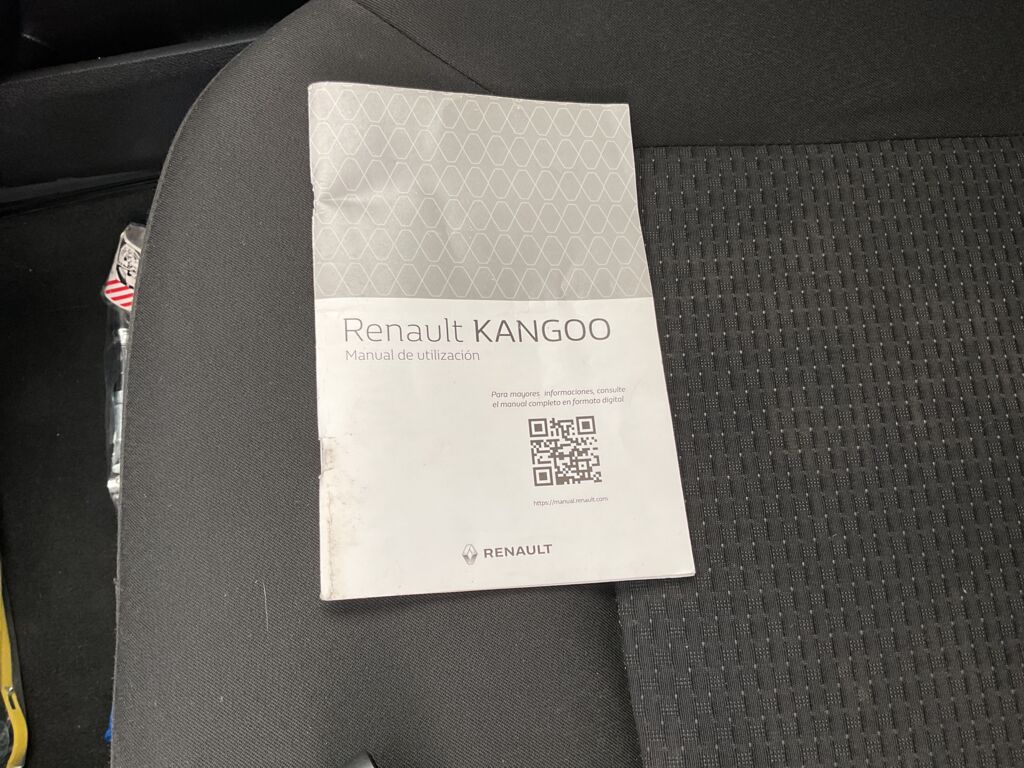 Renault KANGOO
Manual de utilización
Para mayores informaciones, consulte
el manual completo en formato digital
https://manual.renault.com
RENAULT